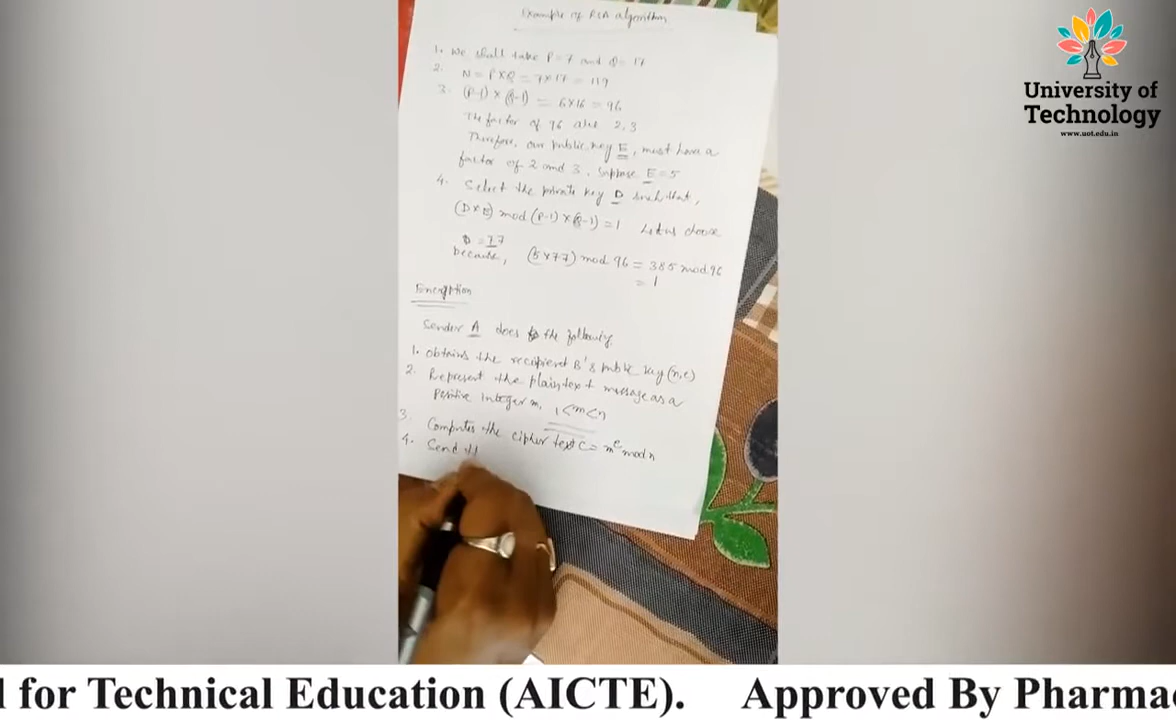 Example of RSA algorithm
1. We shall take P=7 and Q=17
2. N=P×Q=7×17=119
3. (P-1)×(Q-1)=6×16=96
The factor of 96 are 2,3
Therefore, our public key E, must have a
factor of 2 and 3. Suppose E=5
4. Select the private key D such that,
(D×E) mod (P-1)×(Q-1)=1 Let us choose
D=77
because, (5×77) mod 96=385 mod 96
=1
Encryption
Sender A does the following
1. obtains the recipient B's public key (n,e)
2. Represent the plain text message as a
Positive integer m, 1<m<n
3. Computes the cipher text C=m^e mod n
4. Send
University of
Technology
www.uot.edu.in
for Technical Education (AICTE). Approved By Pharma